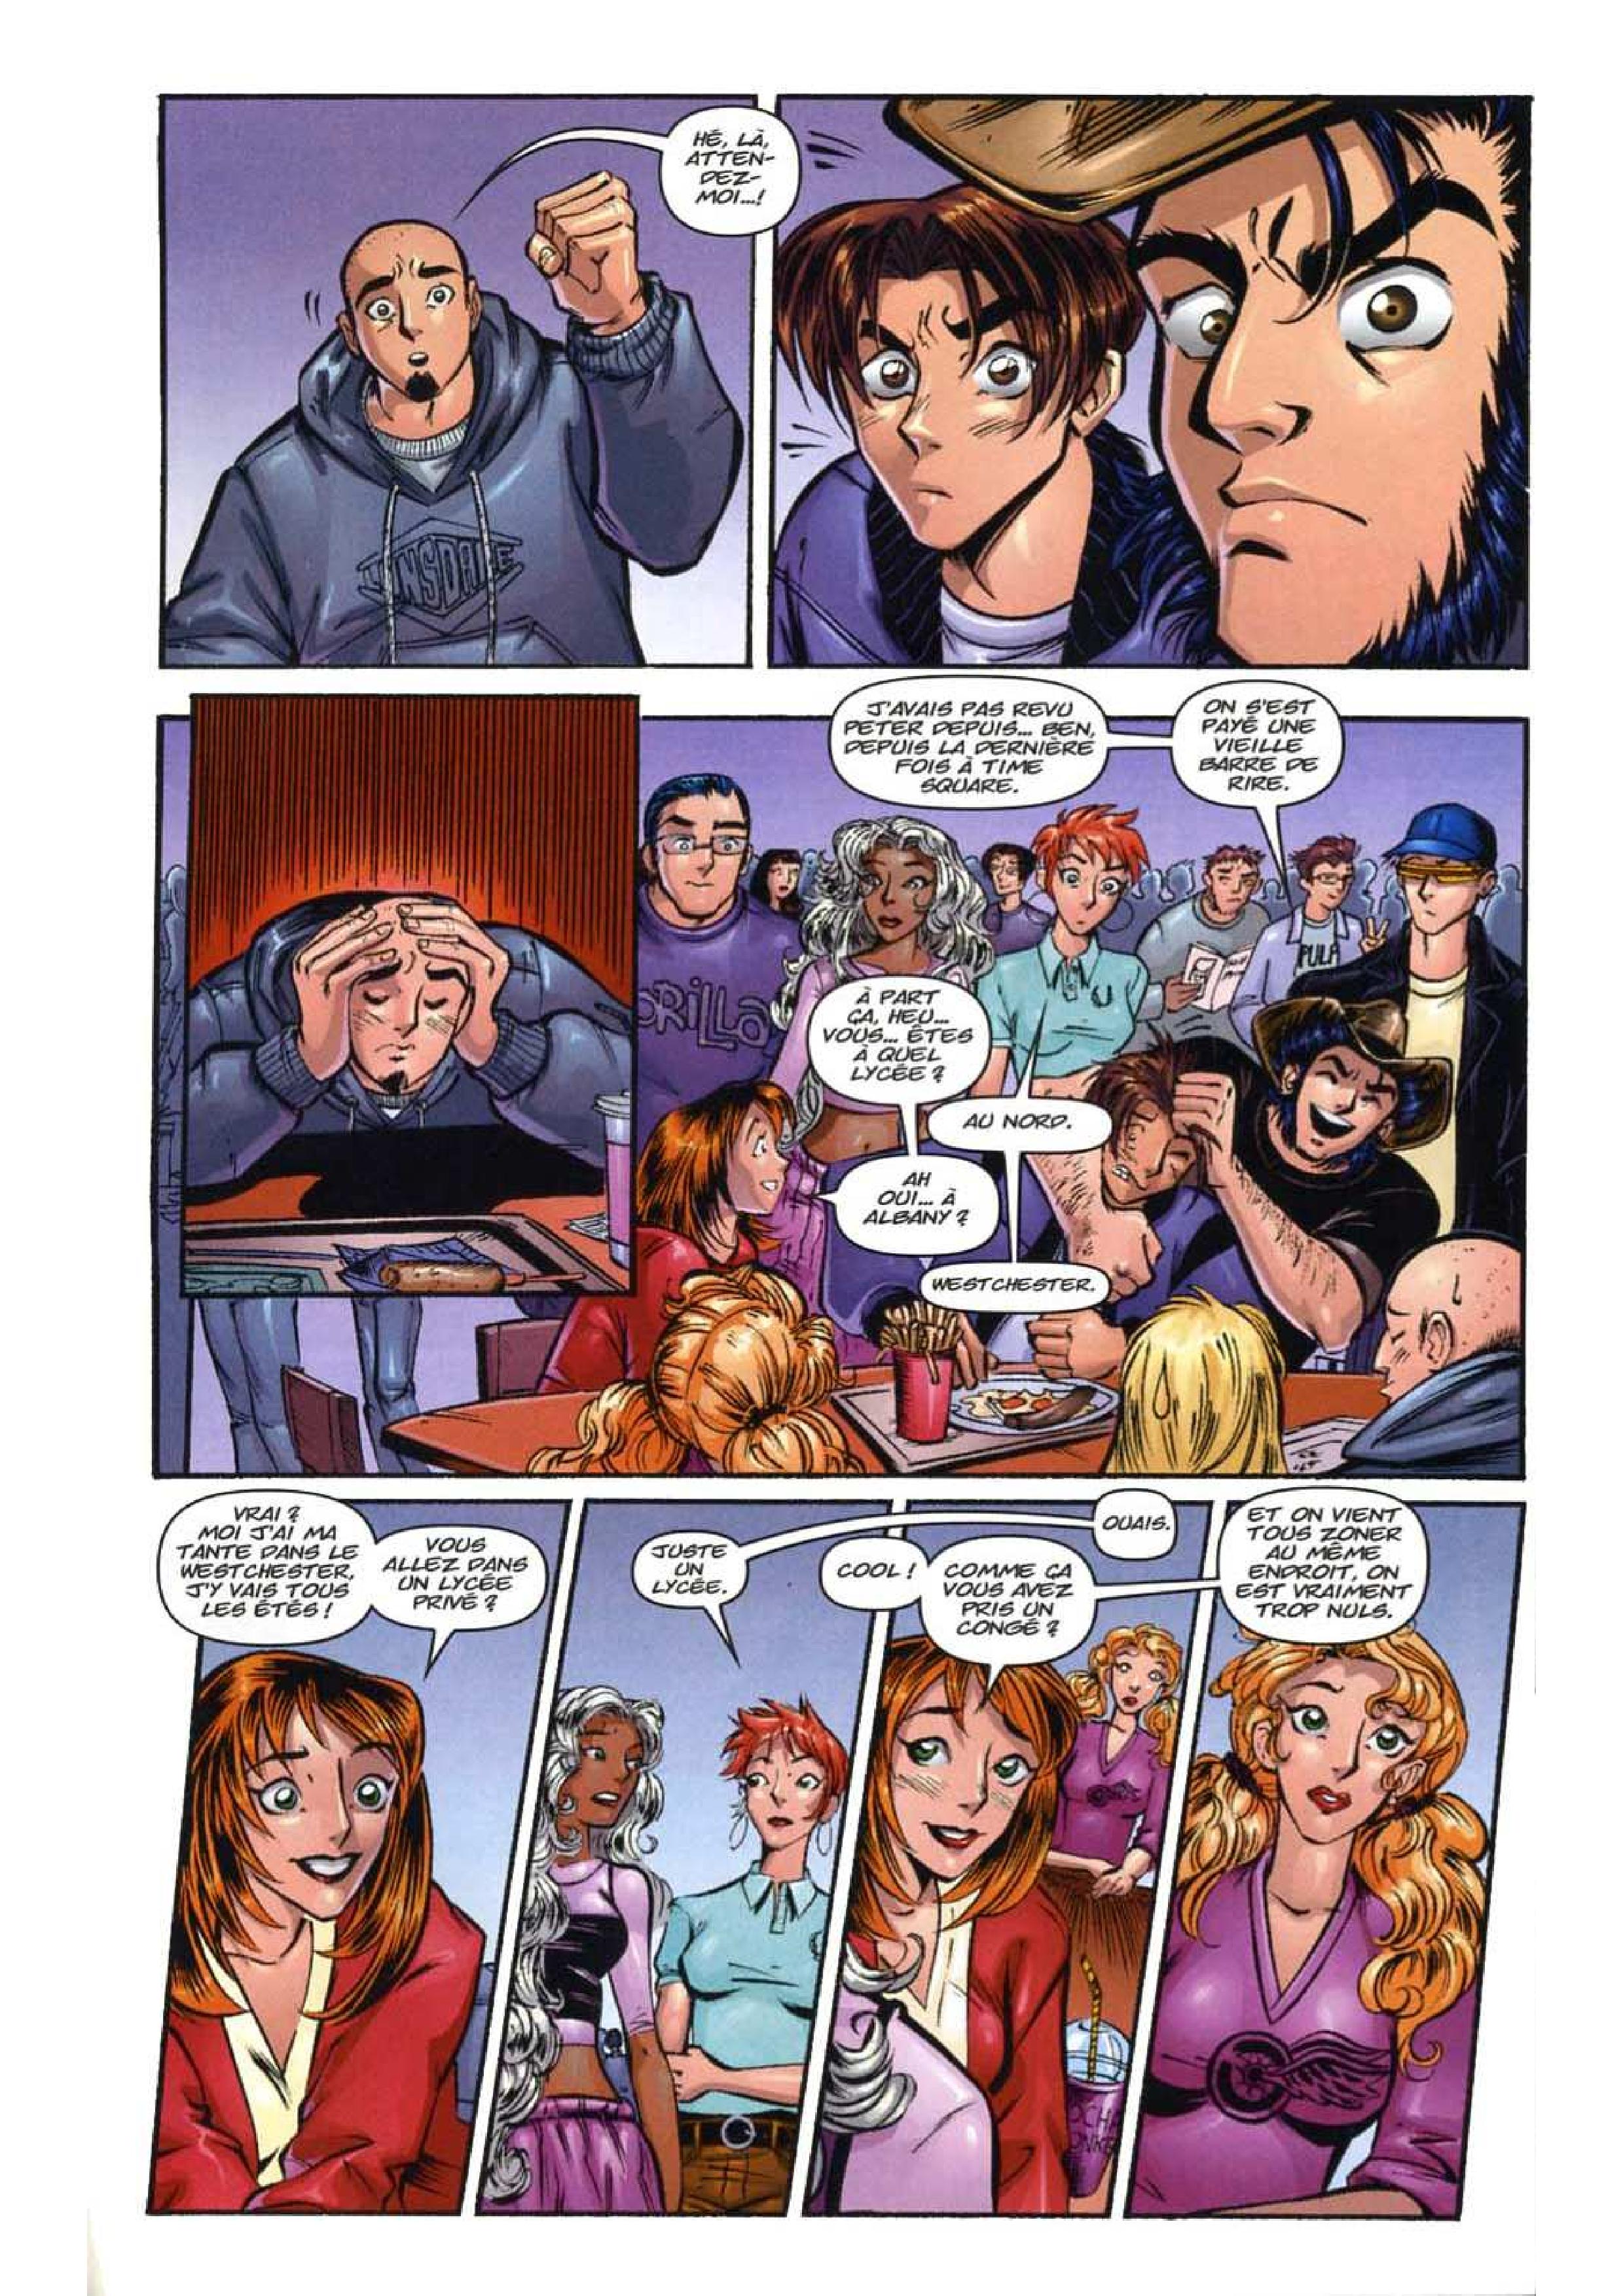 HÉ, LÀ,
ATTEN-
DEZ-
MOI...!
J'AVAIS PAS REVU
PETER DEPUIS... BEN,
DEPUIS LA DERNIÈRE
FOIS À TIME
SQUARE.
ON S'EST
PAYÉ UNE
VIEILLE
BARRE DE
RIRE.
PULP
ORILLA
À PART
ÇA, HEU...
VOUS... ÊTES
À QUEL
LYCÉE ?
AU NORD.
AH
OUI... À
ALBANY ?
WESTCHESTER.
VRAI ?
MOI J'AI MA
TANTE DANS LE
WESTCHESTER,
J'Y VAIS TOUS
LES ÉTÉS !
VOUS
ALLEZ DANS
UN LYCÉE
PRIVÉ ?
JUSTE
UN
LYCÉE.
OUAIS.
COOL !
COMME ÇA
VOUS AVEZ
PRIS UN
CONGÉ ?
ET ON VIENT
TOUS ZONER
AU MÊME
ENDROIT, ON
EST VRAIMENT
TROP NULS.